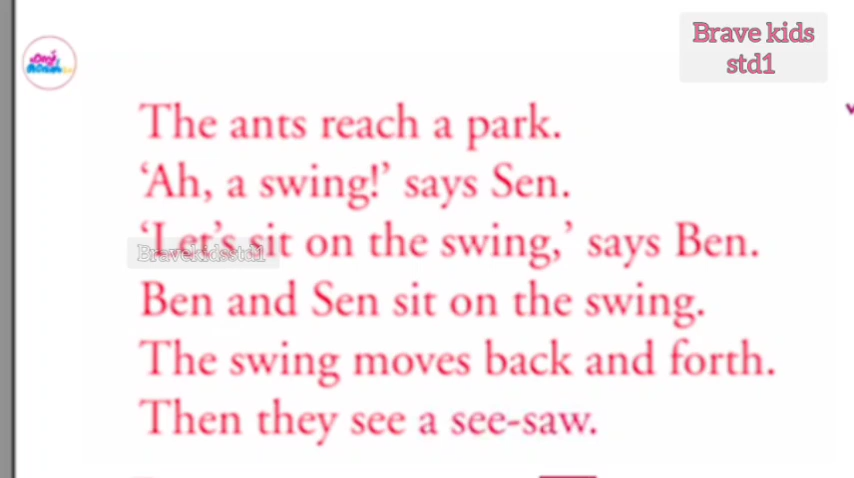 Brave kids
std1
The ants reach a park.
‘Ah, a swing!’ says Sen.
‘Let’s sit on the swing,’ says Ben.
Bravekidsstd1
Ben and Sen sit on the swing.
The swing moves back and forth.
Then they see a see-saw.